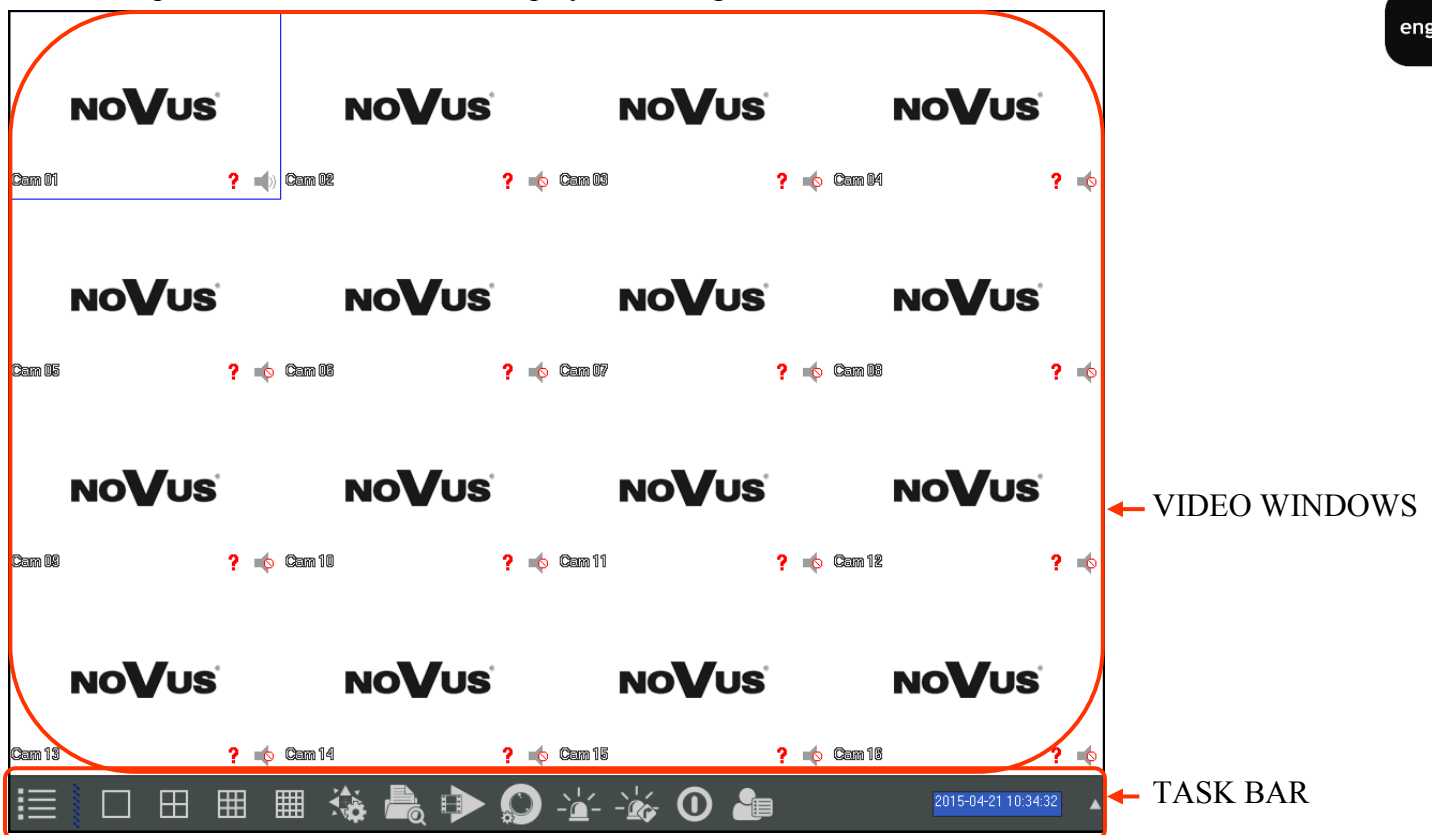 eng
NOVUS® NOVUS® NOVUS® NOVUS®
Cam 01 ? Cam 02 ? Cam 03 ? Cam 04 ?
NOVUS® NOVUS® NOVUS® NOVUS®
Cam 05 ? Cam 06 ? Cam 07 ? Cam 08 ?
NOVUS® NOVUS® NOVUS® NOVUS®
VIDEO WINDOWS
Cam 09 ? Cam 10 ? Cam 11 ? Cam 12 ?
NOVUS® NOVUS® NOVUS® NOVUS®
Cam 13 ? Cam 14 ? Cam 15 ? Cam 16 ?
2015-04-21 10:34:32
TASK BAR